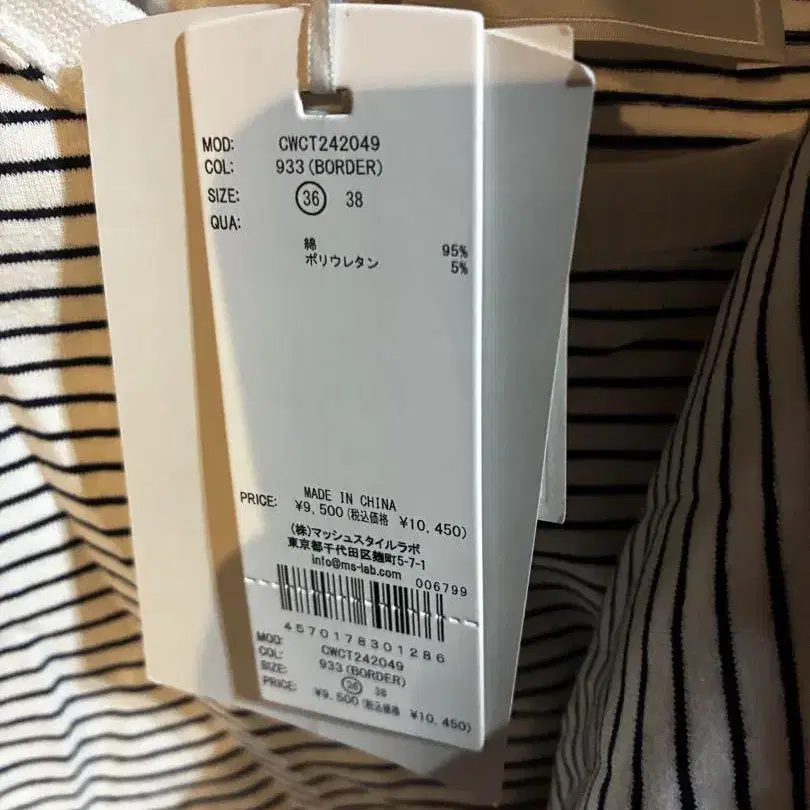 MOD: CWCT242049
COL: 933(BORDER)
SIZE: 36 38
QUA:
綿 95%
ポリウレタン 5%
MADE IN CHINA
PRICE: ¥9,500(税込価格 ¥10,450)
(株)マッシュスタイルラボ
東京都千代田区麹町5-7-1
info@ms-lab.com
006799
4570178301286
MOD: CWCT242049
COL: 933(BORDER)
SIZE: 36 38
PRICE: ¥9,500(税込価格 ¥10,450)